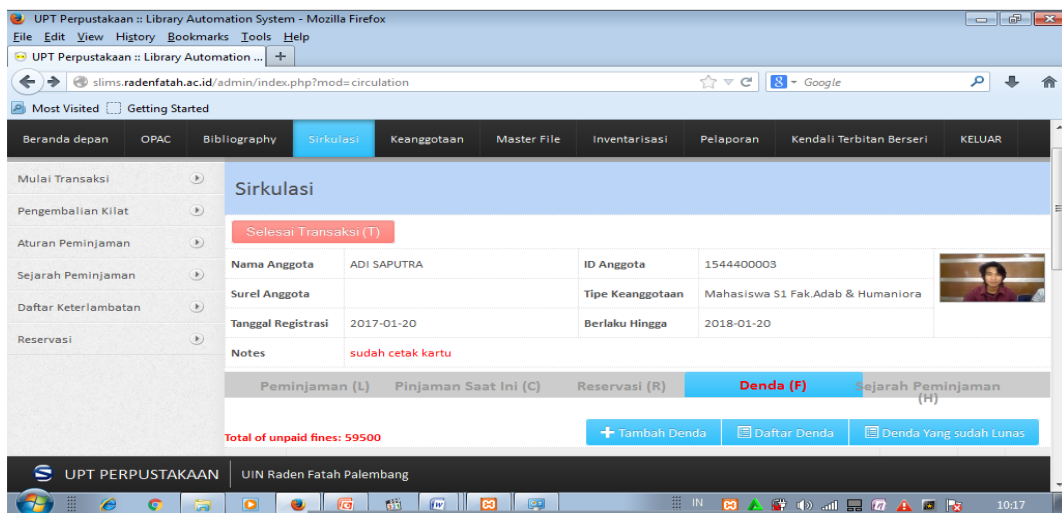 UPT Perpustakaan :: Library Automation System - Mozilla Firefox
File Edit View History Bookmarks Tools Help
UPT Perpustakaan :: Library Automation ... +
slims.radenfatah.ac.id/admin/index.php?mod=circulation
8 - Google
Most Visited Getting Started
Beranda depan OPAC Bibliography Sirkulasi Keanggotaan Master File Inventarisasi Pelaporan Kendali Terbitan Berseri KELUAR
Mulai Transaksi
Pengembalian Kilat
Aturan Peminjaman
Sejarah Peminjaman
Daftar Keterlambatan
Reservasi
Sirkulasi
Selesai Transaksi (T)
Nama Anggota ADI SAPUTRA ID Anggota 1544400003
Surel Anggota Tipe Keanggotaan Mahasiswa S1 Fak.Adab & Humaniora
Tanggal Registrasi 2017-01-20 Berlaku Hingga 2018-01-20
Notes sudah cetak kartu
Peminjaman (L) Pinjaman Saat Ini (C) Reservasi (R) Denda (F) Sejarah Peminjaman
(H)
+ Tambah Denda Daftar Denda Denda Yang sudah Lunas
Total of unpaid fines: 59500
UPT PERPUSTAKAAN UIN Raden Fatah Palembang
IN 10:17